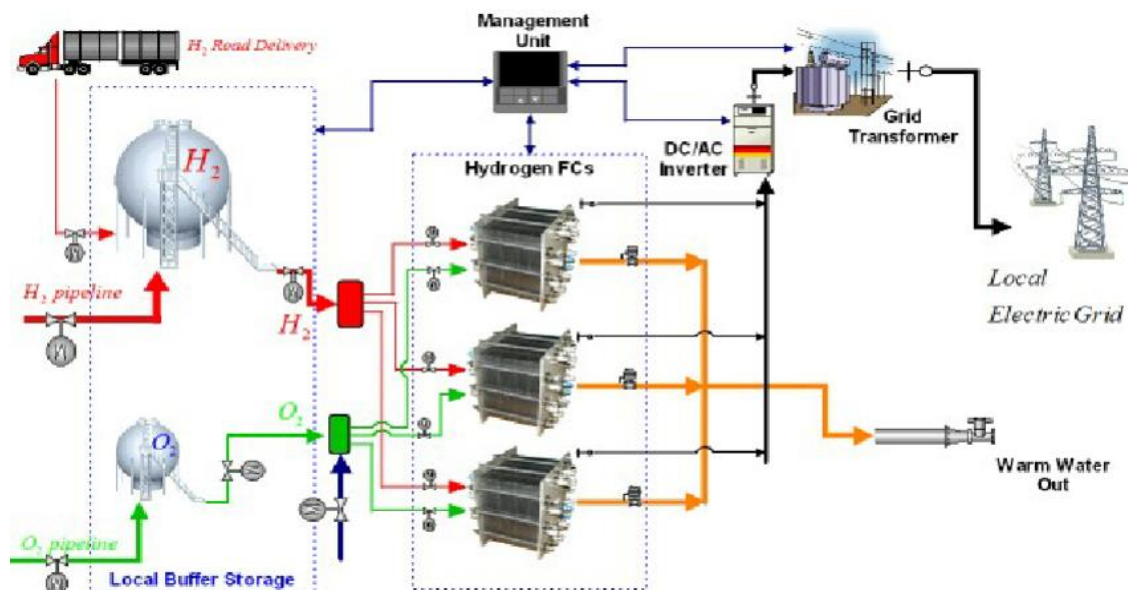 H₂ Road Delivery
Management
Unit
H₂
Hydrogen FCs
DC/AC
Inverter
Grid
Transformer
Local
Electric Grid
H₂ pipeline
H₂
O₂
O₂
O₂ pipeline
Local Buffer Storage
Warm Water
Out